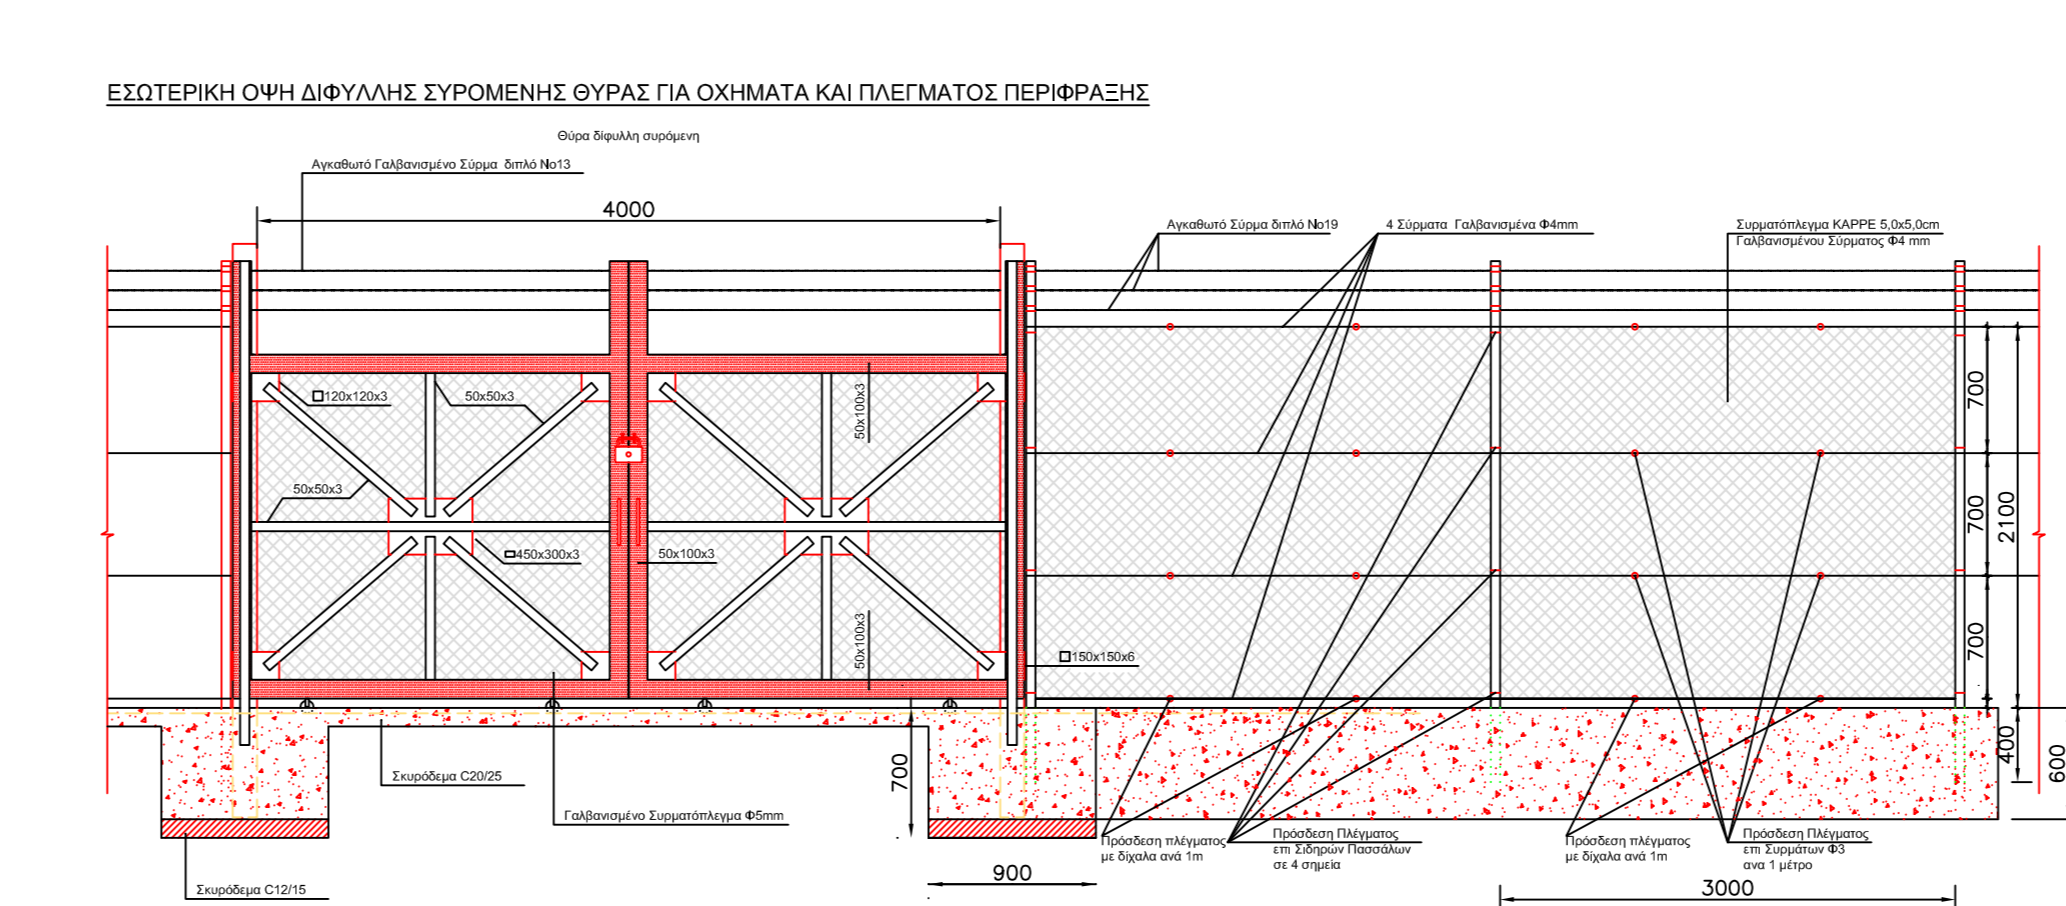 ΕΣΩΤΕΡΙΚΗ ΟΨΗ ΔΙΦΥΛΛΗΣ ΣΥΡΟΜΕΝΗΣ ΘΥΡΑΣ ΓΙΑ ΟΧΗΜΑΤΑ ΚΑΙ ΠΛΕΓΜΑΤΟΣ ΠΕΡΙΦΡΑΞΗΣ
Θύρα δίφυλλη συρόμενη
Αγκαθωτό Γαλβανισμένο Σύρμα διπλό Νο13
4000
Αγκαθωτό Σύρμα διπλό Νο19
4 Σύρματα Γαλβανισμένα Φ4mm
Συρματόπλεγμα ΚΑΡΡΕ 5,0x5,0cm
Γαλβανισμένου Σύρματος Φ4 mm
120x120x3
50x50x3
50x100x3
50x50x3
450x300x3
50x100x3
50x100x3
150x150x6
700
700
700
2100
400
600
700
Σκυρόδεμα C20/25
Γαλβανισμένο Συρματόπλεγμα Φ5mm
Σκυρόδεμα C12/15
900
Πρόσδεση πλέγματος
με δίχαλα ανά 1m
Πρόσδεση Πλέγματος
επι Σιδηρών Πασσάλων
σε 4 σημεία
Πρόσδεση πλέγματος
με δίχαλα ανά 1m
Πρόσδεση Πλέγματος
επι Συρμάτων Φ3
ανα 1 μέτρο
3000